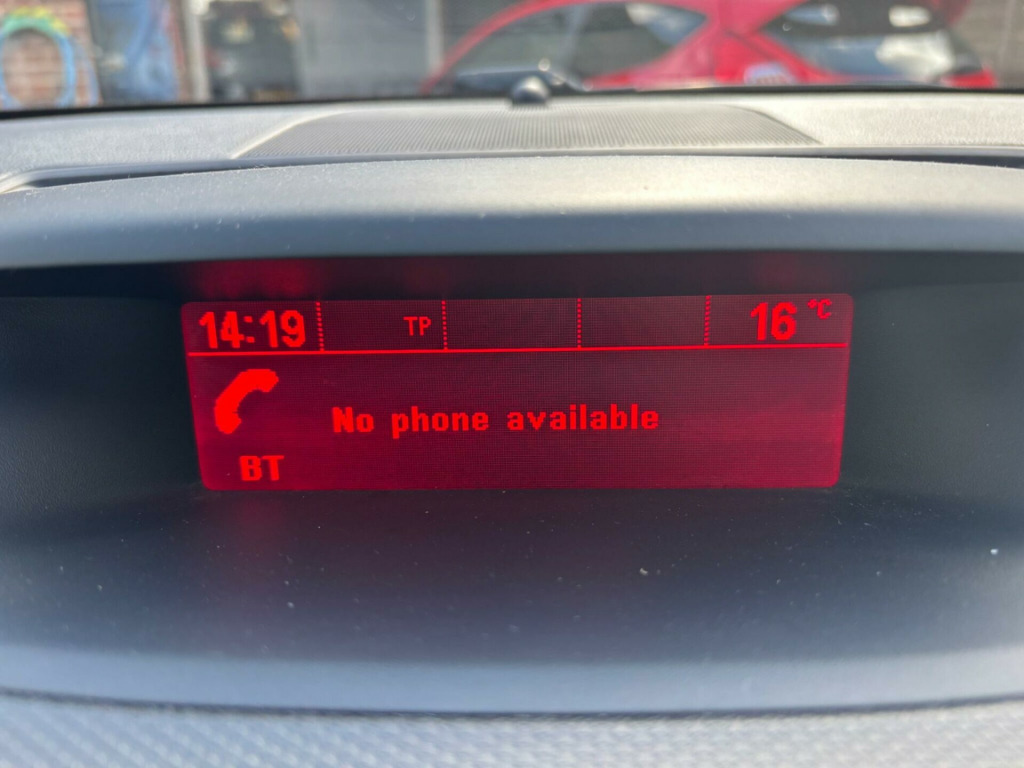 14:19 TP 16 °C
No phone available
BT